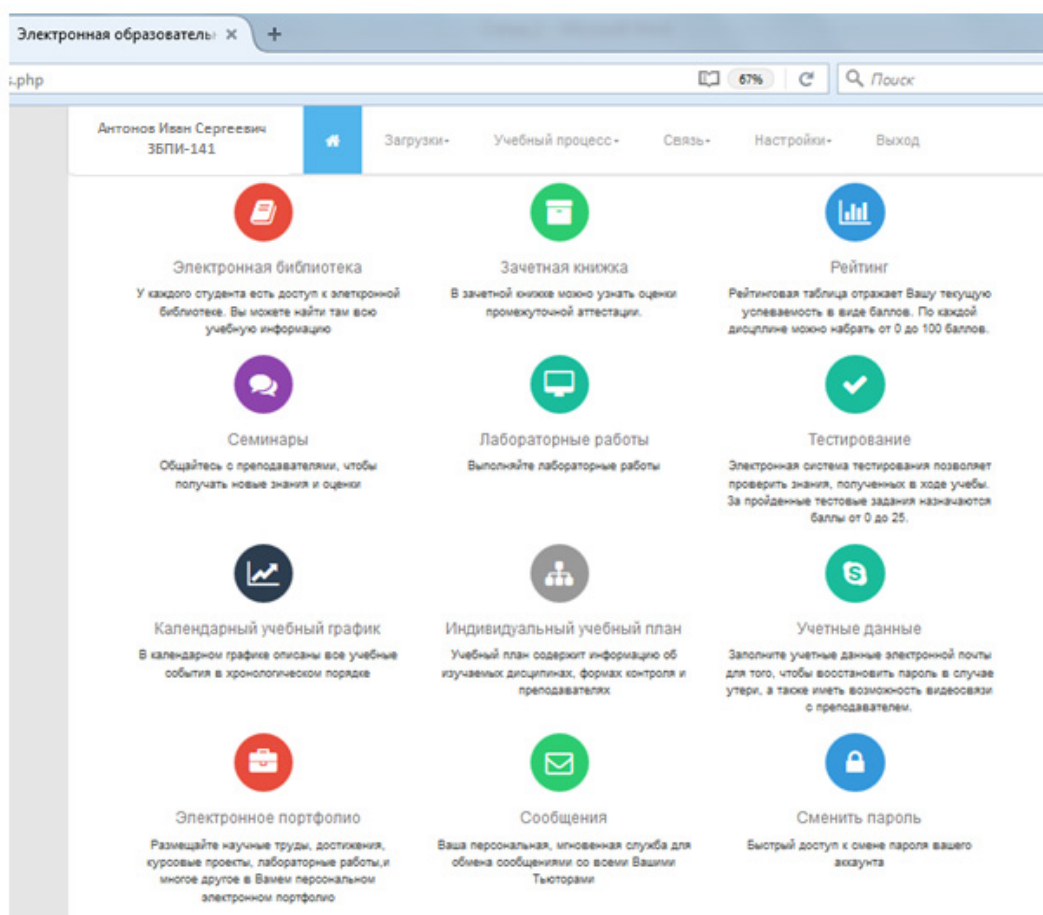 Электронная образователь
s.php
67%
Поиск
Антонов Иван Сергеевич
ЗБПИ-141
Загрузки
Учебный процесс
Связь
Настройки
Выход
Электронная библиотека
У каждого студента есть доступ к элеткронной
библиотеке. Вы можете найти там всю
учебную информацию
Зачетная книжка
В зачетной книжке можно узнать оценки
промежуточной аттестации.
Рейтинг
Рейтинговая таблица отражает Вашу текущую
успеваемость в виде баллов. По каждой
дисцплине можно набрать от 0 до 100 баллов.
Семинары
Общайтесь с преподавателями, чтобы
получать новые знания и оценки
Лабораторные работы
Выполняйте лабораторные работы
Тестирование
Электронная система тестирования позволяет
проверить знания, полученных в ходе учебы.
За пройденные тестовые задания назначаются
баллы от 0 до 25.
Календарный учебный график
В календарном графике описаны все учебные
события в хронологическом порядке
Индивидуальный учебный план
Учебный план содержит информацию об
изучаемых дисциплинах, формах контроля и
преподавателях
Учетные данные
Заполните учетные данные электронной почты
для того, чтобы восстановить пароль в случае
утери, а также иметь возможность видеосвязи
с преподавателем.
Электронное портфолио
Размещайте научные труды, достижения,
курсовые проекты, лабораторные работы,и
многое другое в Вамем персональном
электронном портфолио
Сообщения
Ваша персональная, мгновенная служба для
обмена сообщениями со всеми Вашими
Тьюторами
Сменить пароль
Быстрый доступ к смене пароля вашего
аккаунта